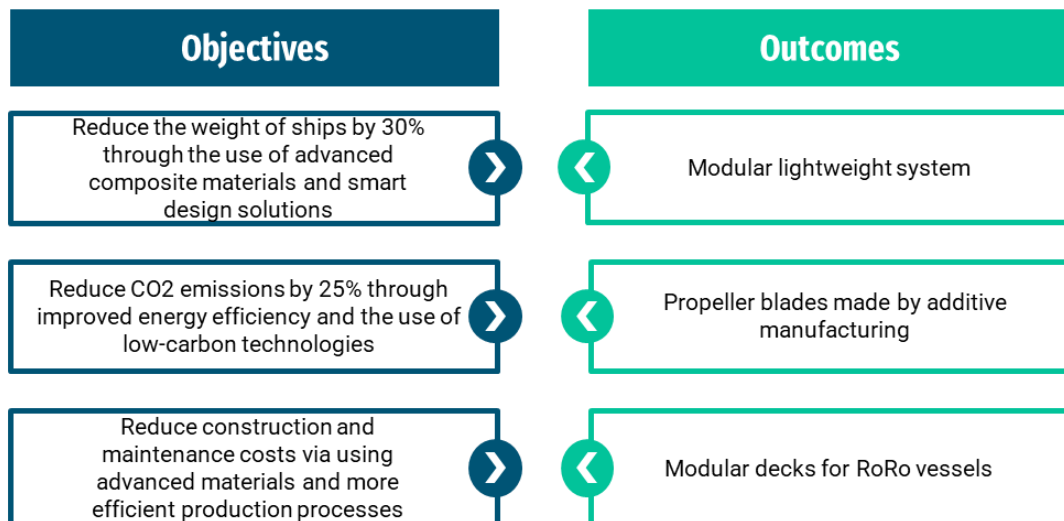 Objectives
Outcomes
Reduce the weight of ships by 30%
through the use of advanced
composite materials and smart
design solutions
Modular lightweight system
Reduce CO2 emissions by 25% through
improved energy efficiency and the use of
low-carbon technologies
Propeller blades made by additive
manufacturing
Reduce construction and
maintenance costs via using
advanced materials and more
efficient production processes
Modular decks for RoRo vessels